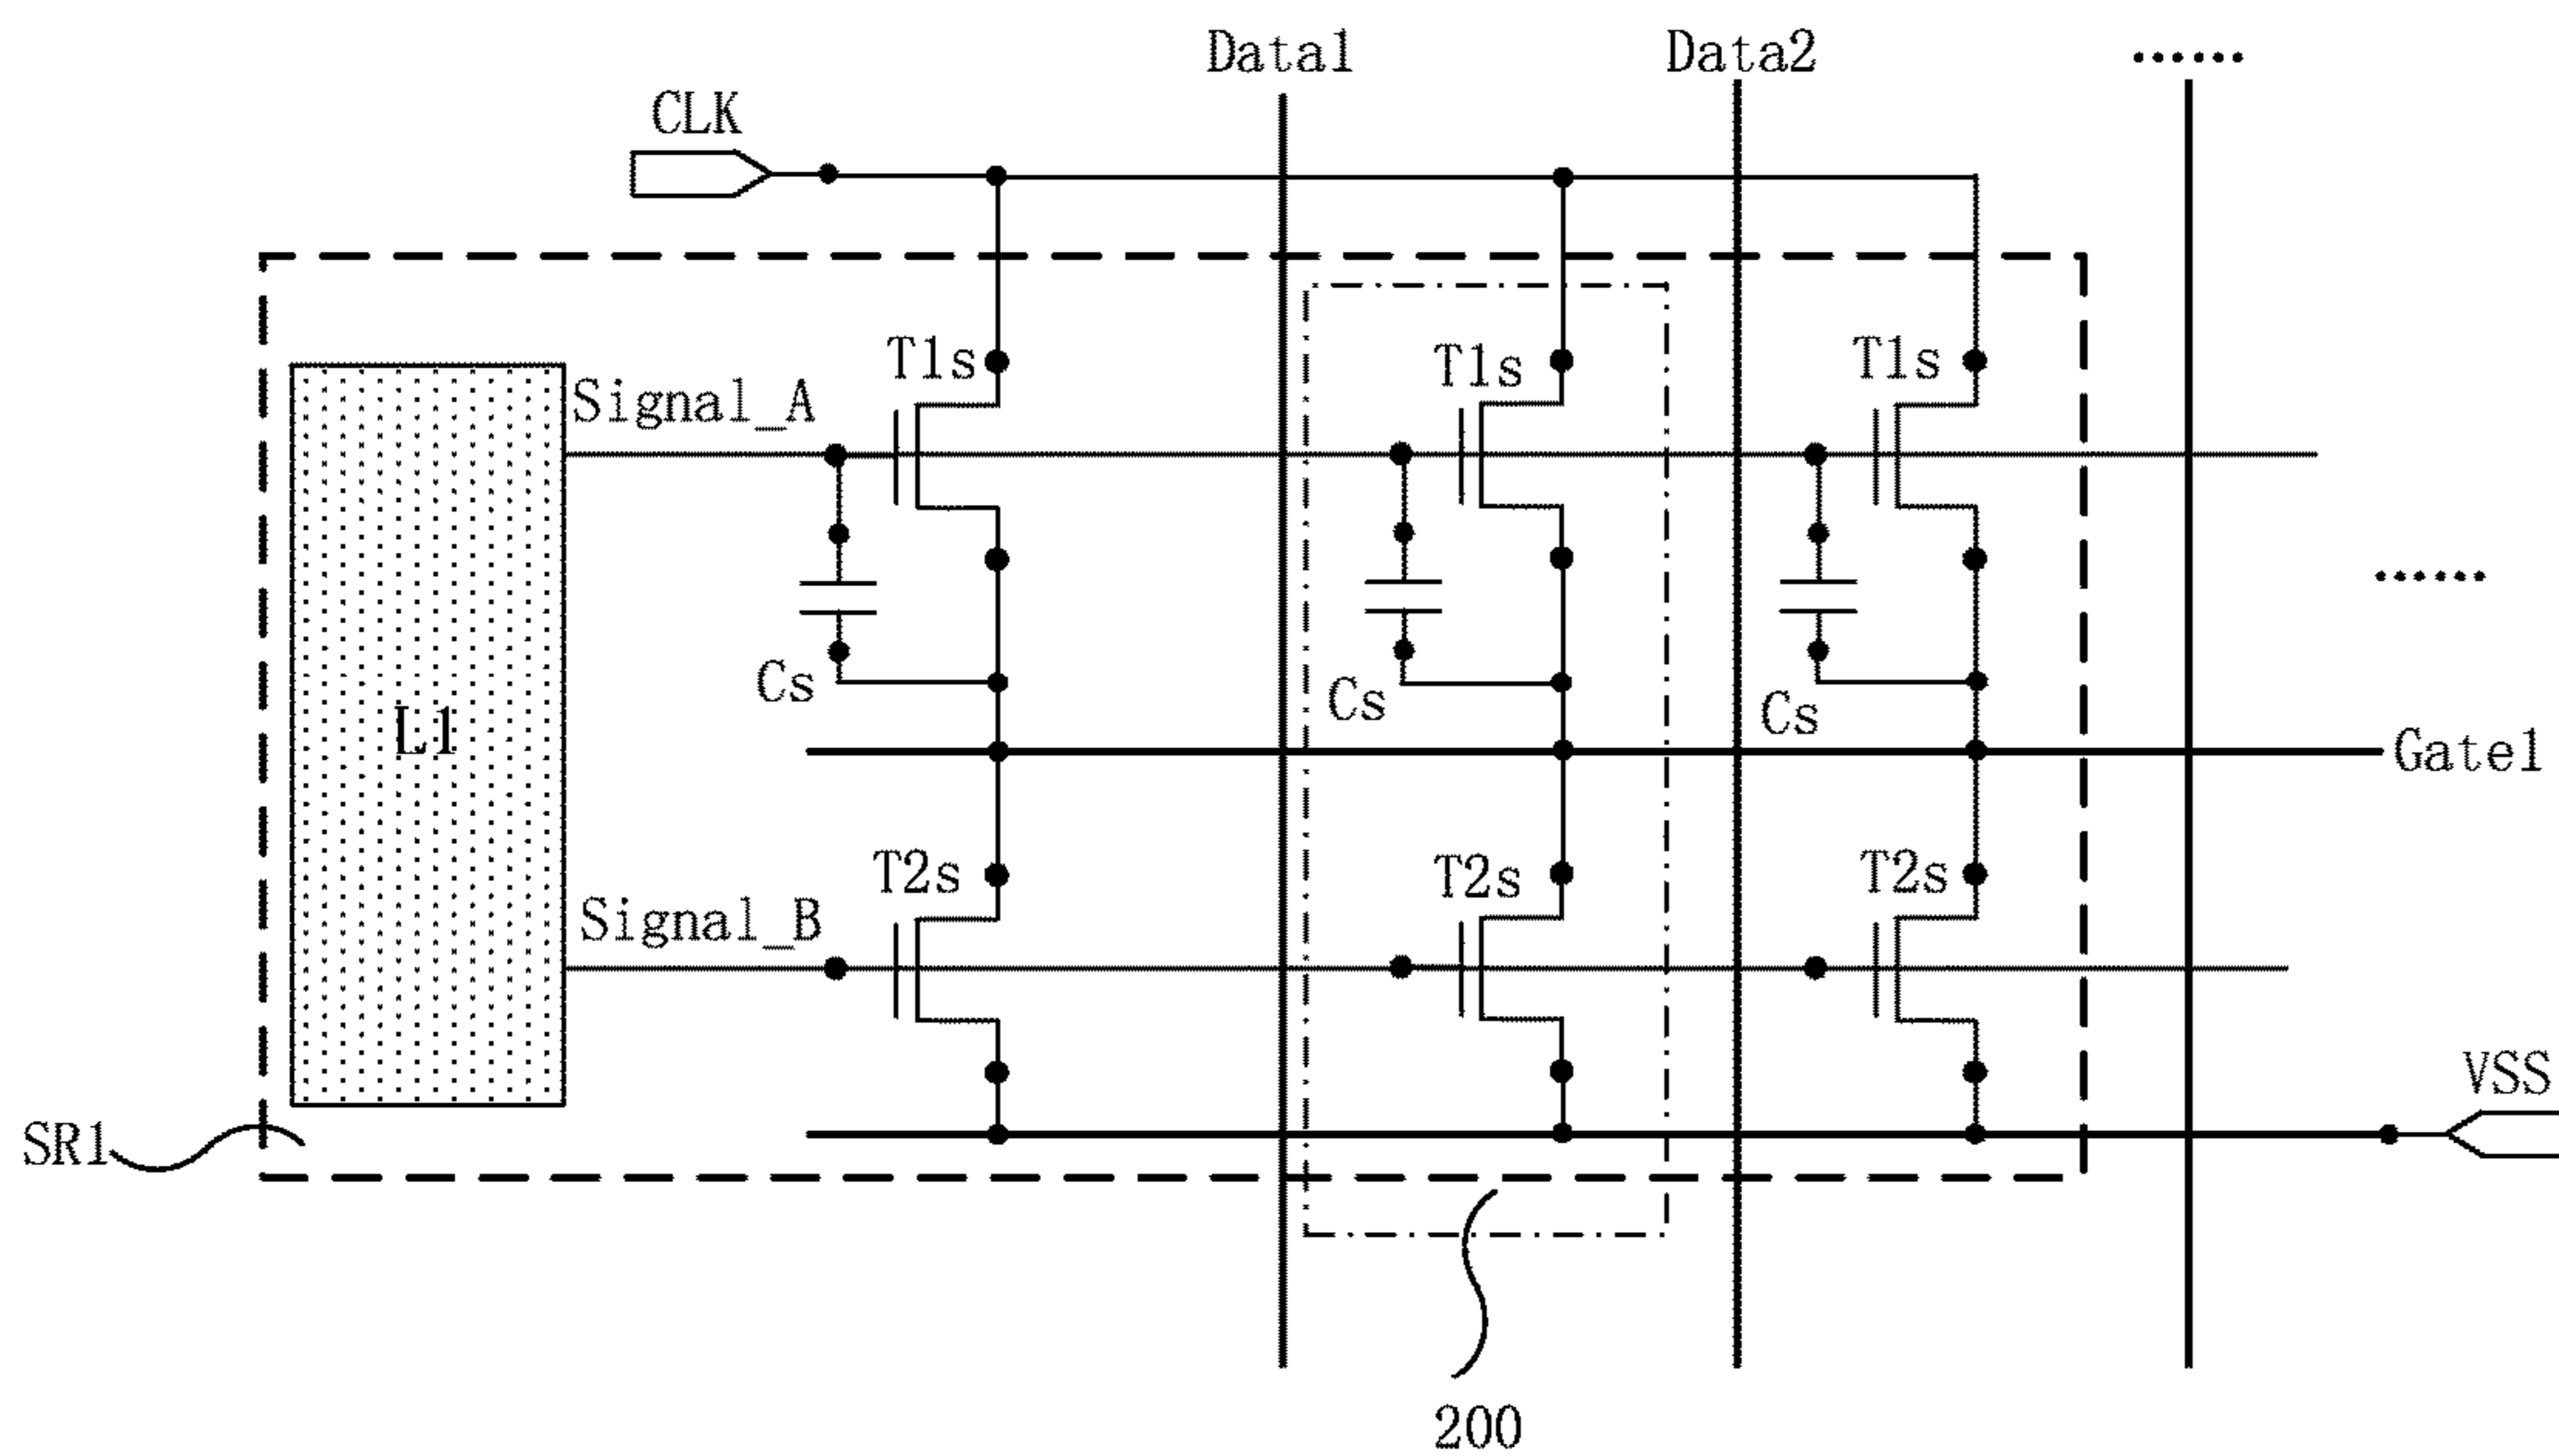 Data1
Data2
......
CLK
T1s
T1s
T1s
Signal_A
......
Cs
Cs
Cs
L1
Gate1
T2s
T2s
T2s
Signal_B
VSS
SR1
200